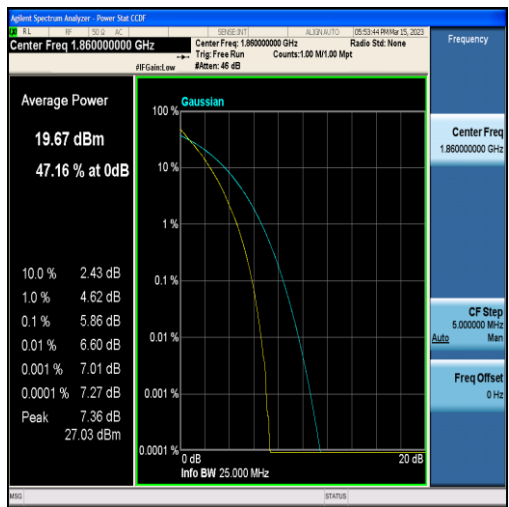 Agilent Spectrum Analyzer - Power Stat CCDF
RL RF 50 Ω AC SENSE:INT ALIGN AUTO 05:53:44 PM Mar 15, 2023
Center Freq 1.860000000 GHz
Center Freq: 1.860000000 GHz Radio Std: None
Trig: Free Run Counts:1.00 M/1.00 Mpt
#IFGain:Low #Atten: 46 dB
Frequency
Average Power
19.67 dBm
47.16 % at 0dB
10.0 % 2.43 dB
1.0 % 4.62 dB
0.1 % 5.86 dB
0.01 % 6.60 dB
0.001 % 7.01 dB
0.0001 % 7.27 dB
Peak 7.36 dB
27.03 dBm
Gaussian
100 %
10 %
1 %
0.1 %
0.01 %
0.001 %
0.0001 %
0 dB 20 dB
Info BW 25.000 MHz
Center Freq
1.860000000 GHz
CF Step
5.000000 MHz
Auto Man
Freq Offset
0 Hz
MSG STATUS